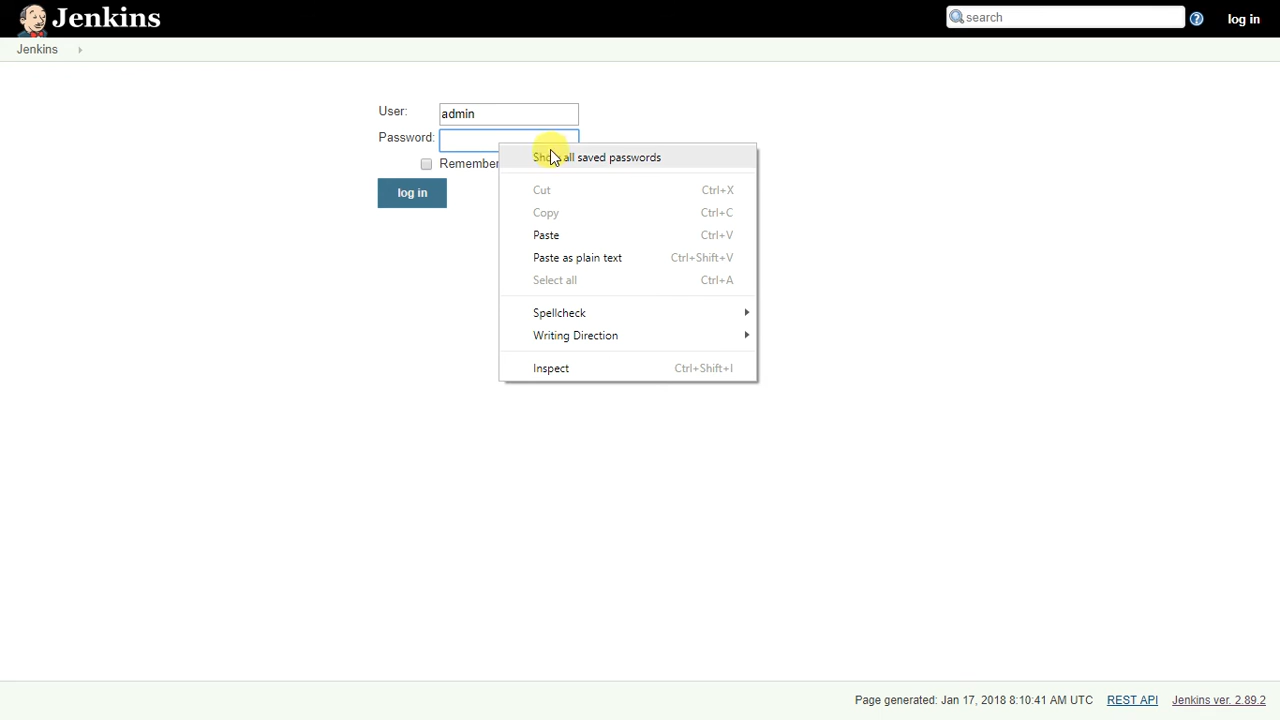 Jenkins
search
log in
Jenkins
User:
admin
Password:
Remember
log in
Show all saved passwords
Cut Ctrl+X
Copy Ctrl+C
Paste Ctrl+V
Paste as plain text Ctrl+Shift+V
Select all Ctrl+A
Spellcheck
Writing Direction
Inspect Ctrl+Shift+I
Page generated: Jan 17, 2018 8:10:41 AM UTC REST API Jenkins ver. 2.89.2